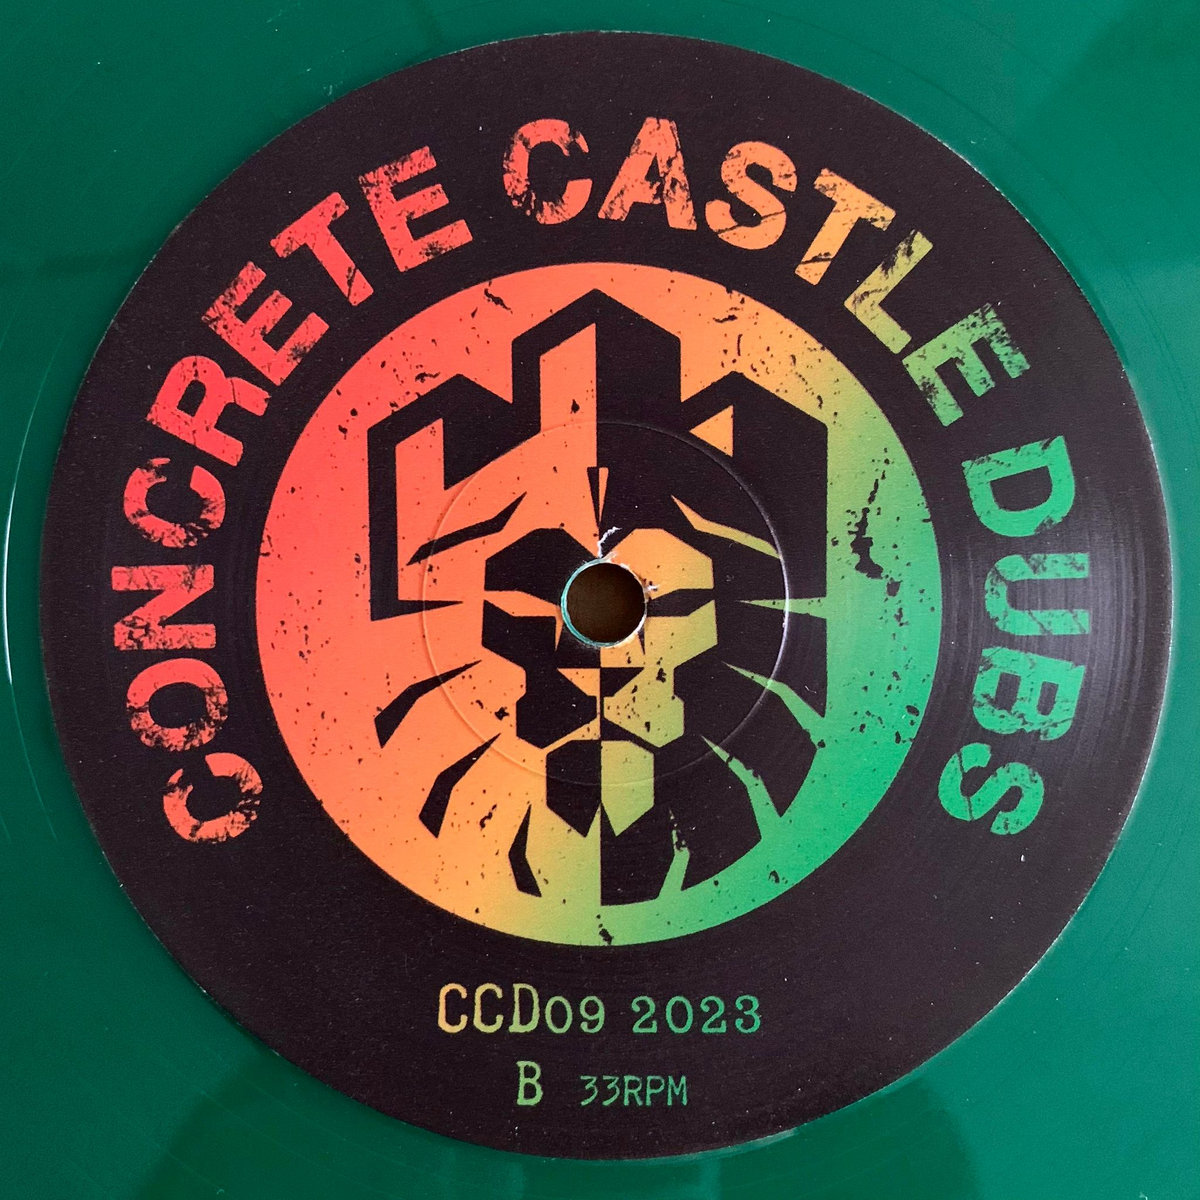 CONCRETE CASTLE DUBS
CCD09 2023
B 33RPM